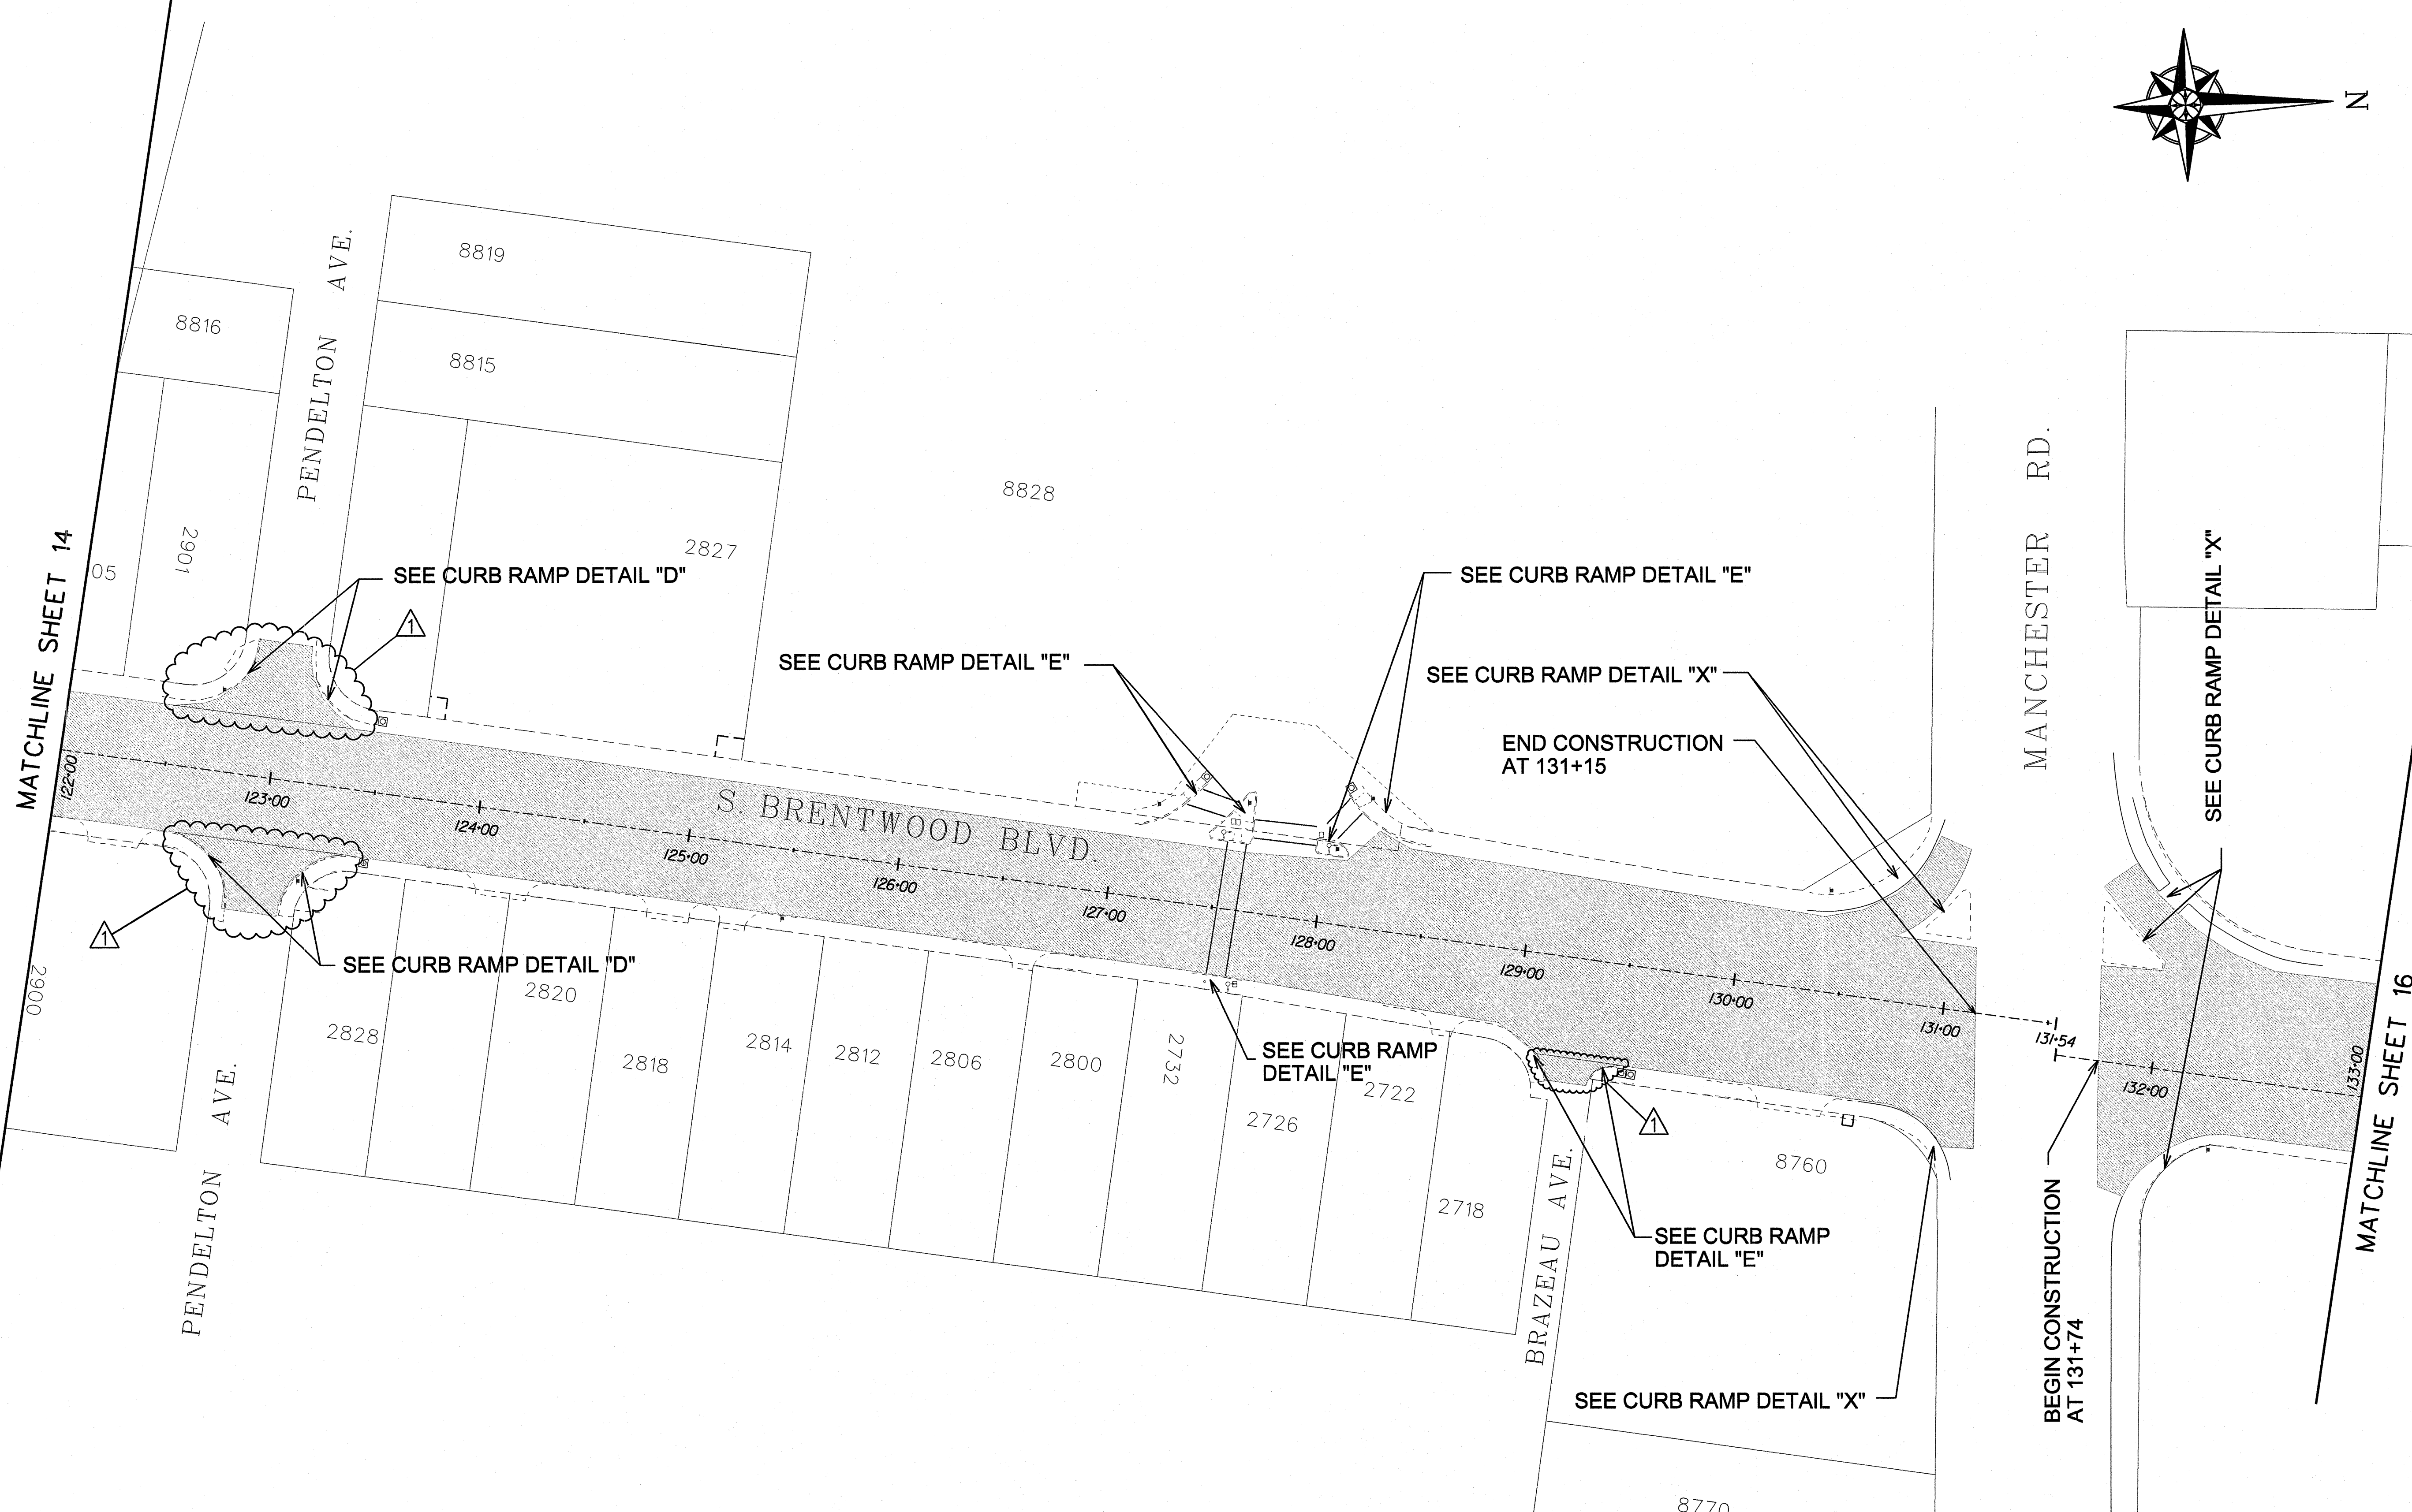 N
8819
8816
8815
PENDELTON AVE.
8828
2827
2901
05
MATCHLINE SHEET 14
SEE CURB RAMP DETAIL "D"
1
SEE CURB RAMP DETAIL "E"
SEE CURB RAMP DETAIL "E"
SEE CURB RAMP DETAIL "X"
END CONSTRUCTION
AT 131+15
MANCHESTER RD.
SEE CURB RAMP DETAIL "X"
S. BRENTWOOD BLVD.
122+00
123+00
124+00
125+00
126+00
127+00
128+00
129+00
130+00
131+00
131+54
132+00
133+00
MATCHLINE SHEET 16
1
SEE CURB RAMP DETAIL "D"
2900
2828
2820
2818
2814
2812
2806
2800
2732
SEE CURB RAMP
DETAIL "E"
2726
2722
2718
1
8760
SEE CURB RAMP
DETAIL "E"
PENDELTON AVE.
BRAZEAU AVE.
SEE CURB RAMP DETAIL "X"
BEGIN CONSTRUCTION
AT 131+74
8770